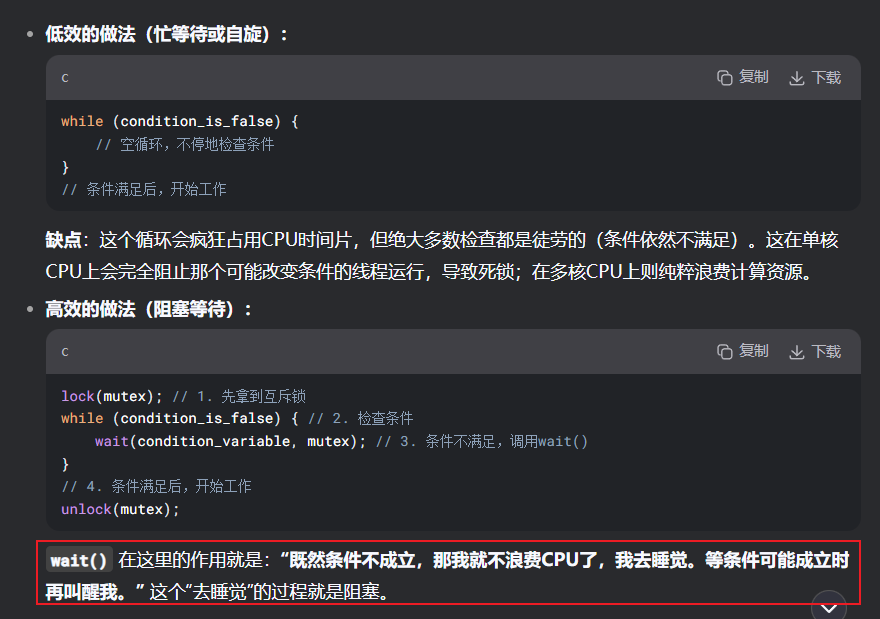 低效的做法（忙等待或自旋）：
c 复制 下载
while (condition_is_false) {
// 空循环，不停地检查条件
}
// 条件满足后，开始工作
缺点：这个循环会疯狂占用CPU时间片，但绝大多数检查都是徒劳的（条件依然不满足）。这在单核
CPU上会完全阻止那个可能改变条件的线程运行，导致死锁；在多核CPU上则纯粹浪费计算资源。
高效的做法（阻塞等待）：
c 复制 下载
lock(mutex); // 1. 先拿到互斥锁
while (condition_is_false) { // 2. 检查条件
wait(condition_variable, mutex); // 3. 条件不满足，调用wait()
}
// 4. 条件满足后，开始工作
unlock(mutex);
wait() 在这里的作用就是：“既然条件不成立，那我就不浪费CPU了，我去睡觉。等条件可能成立时
再叫醒我。” 这个“去睡觉”的过程就是阻塞。